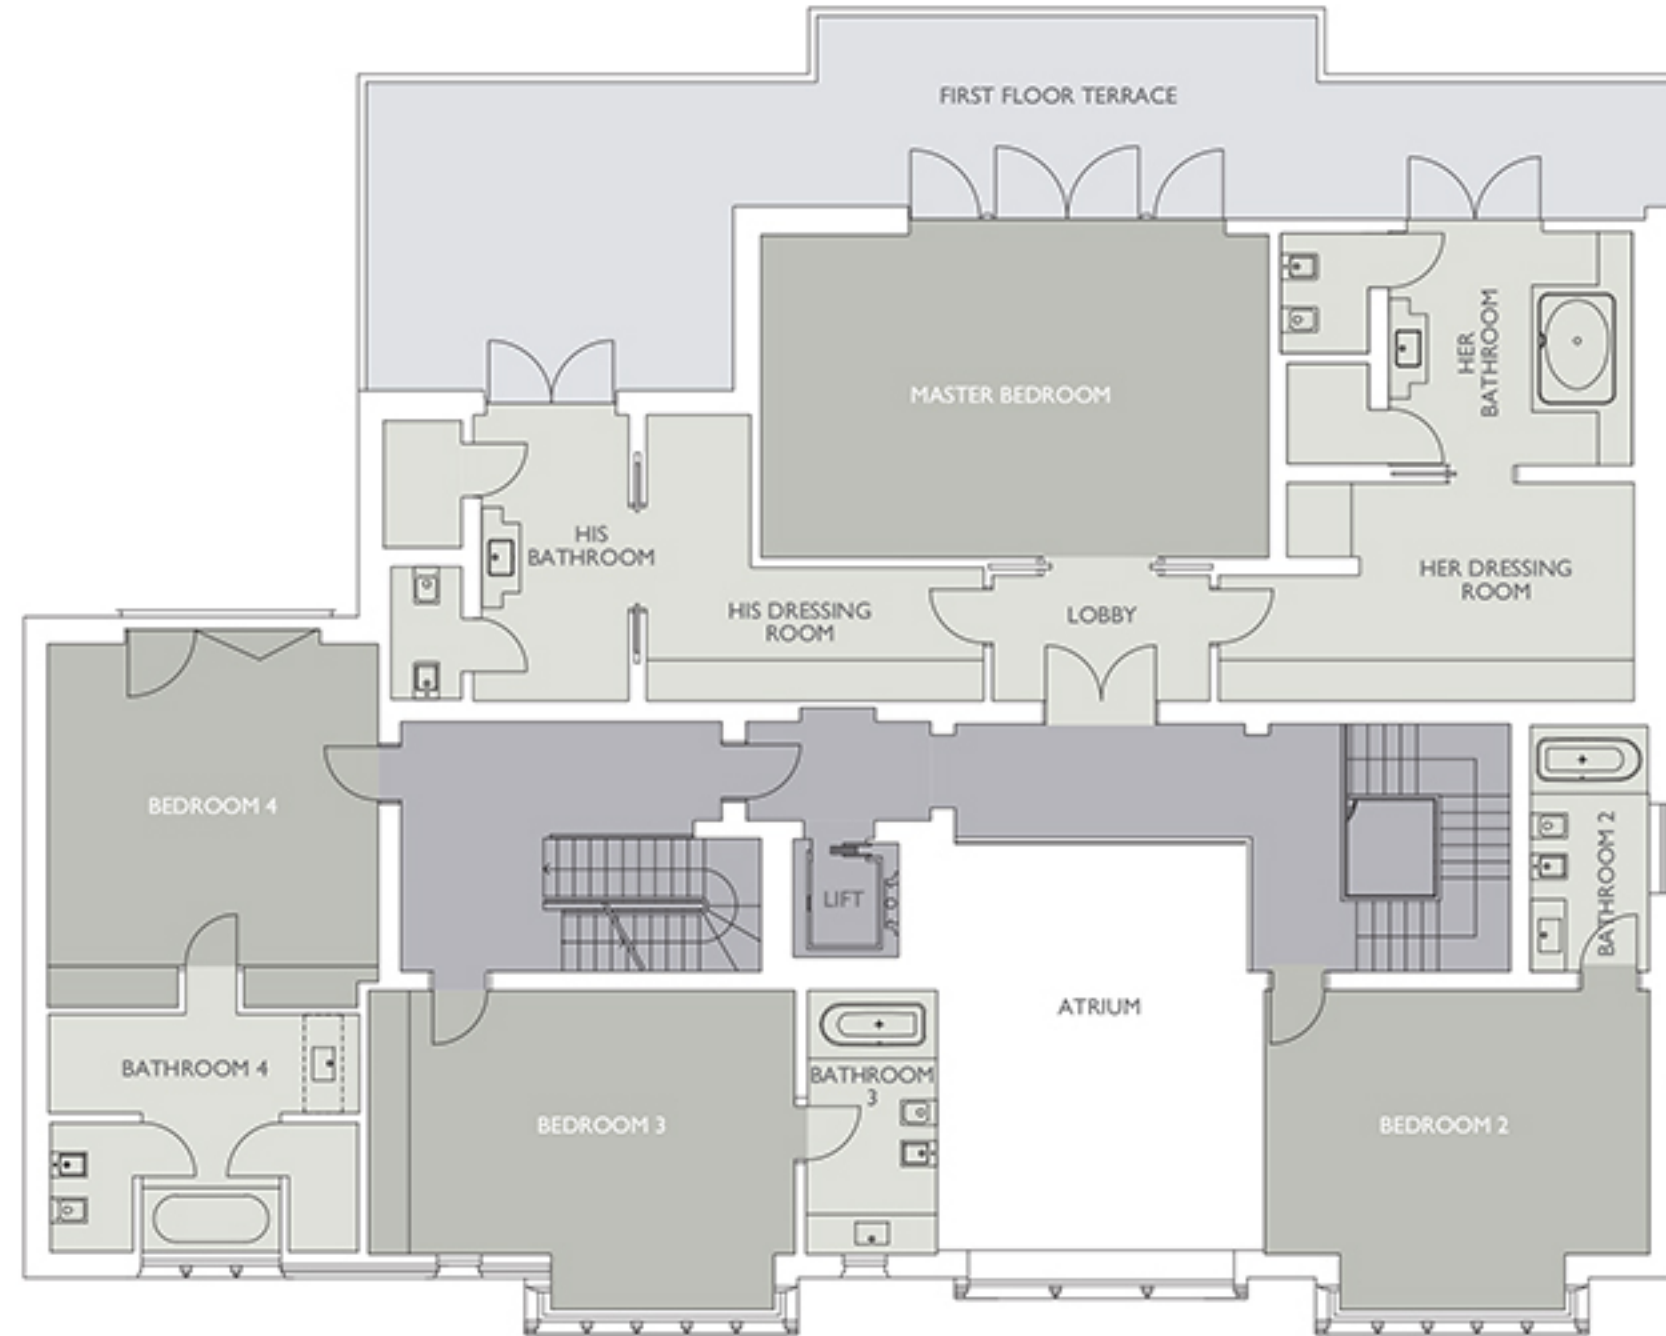 FIRST FLOOR TERRACE
MASTER BEDROOM
HER
BATHROOM
HIS
BATHROOM
HIS DRESSING
ROOM
LOBBY
HER DRESSING
ROOM
BEDROOM 4
LIFT
BATHROOM 2
ATRIUM
BATHROOM 4
BEDROOM 3
BATHROOM
3
BEDROOM 2